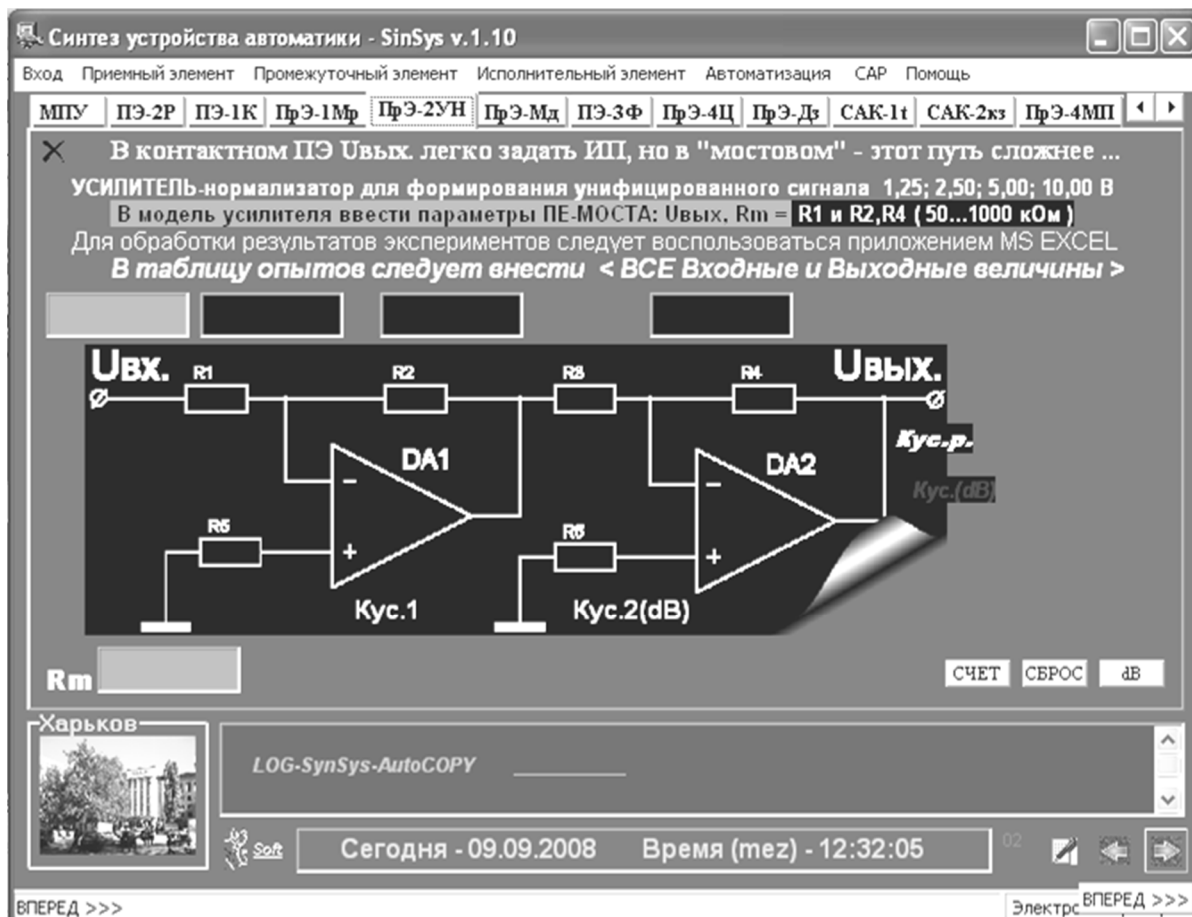 Синтез устройства автоматики - SinSys v.1.10
Вход Приемный элемент Промежуточный элемент Исполнительный элемент Автоматизация САР Помощь
МПУ ПЭ-2Р ПЭ-1К ПрЭ-1Мр ПрЭ-2УН ПрЭ-Мд ПЭ-3Ф ПрЭ-4Ц ПрЭ-Дз САК-1t САК-2кз ПрЭ-4МП
В контактном ПЭ Uвых. легко задать ИП, но в "мостовом" - этот путь сложнее ...
УСИЛИТЕЛЬ-нормализатор для формирования унифицированного сигнала 1,25; 2,50; 5,00; 10,00 В
В модель усилителя ввести параметры ПЕ-МОСТА: Uвых, Rm = R1 и R2,R4 ( 50...1000 кОм )
Для обработки результатов экспериментов следует воспользоваться приложением MS EXCEL
В таблицу опытов следует внести < ВСЕ Входные и Выходные величины >
Uвх. Uвых.
R1 R2 R3 R4
Кус.р.
DA1 DA2
Кус.(dB)
R5 R6
Кус.1 Кус.2(dB)
Rm
СЧЕТ СБРОС dB
Харьков
LOG-SynSys-AutoCOPY
Soft Сегодня - 09.09.2008 Время (mez) - 12:32:05 02
ВПЕРЕД >>> Электро ВПЕРЕД >>>